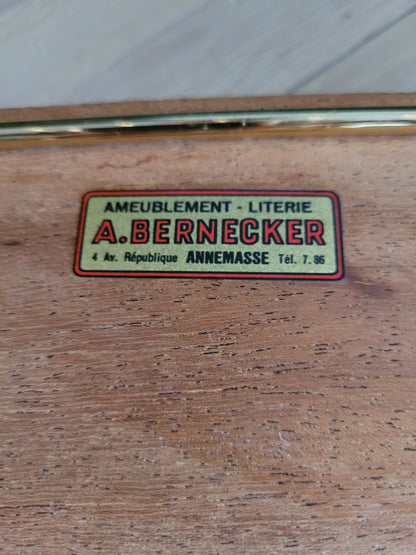 AMEUBLEMENT - LITERIE
A.BERNECKER
4 Av. République ANNEMASSE Tél. 7.86